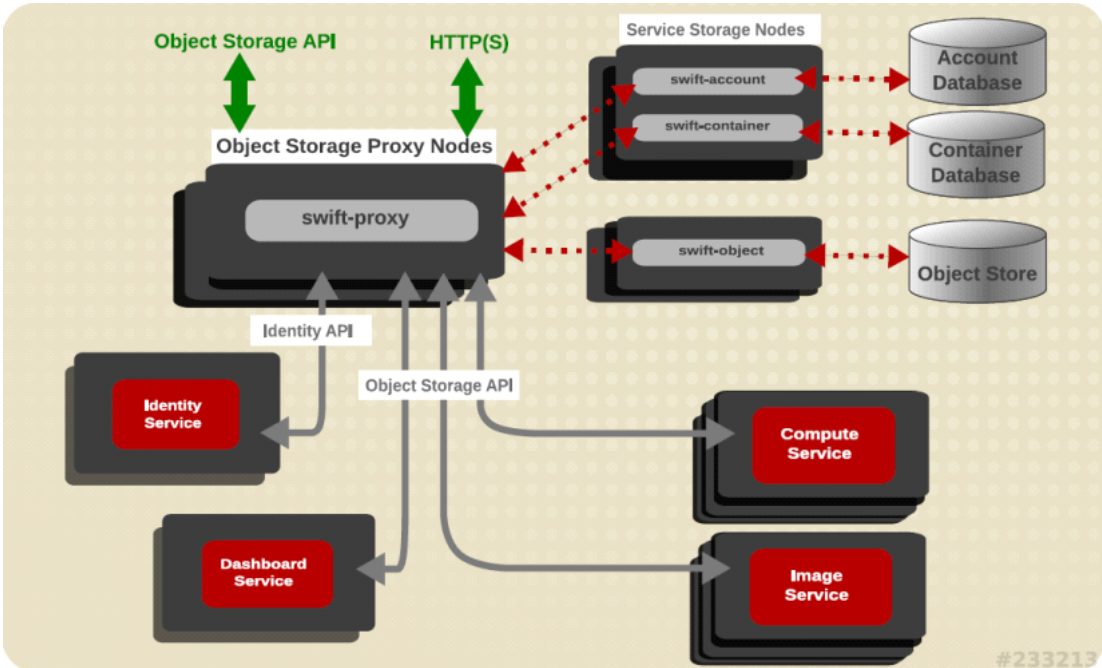 Object Storage API
HTTP(S)
Service Storage Nodes
swift-account
Account
Database
swift-container
Container
Database
Object Storage Proxy Nodes
swift-proxy
swift-object
Object Store
Identity API
Object Storage API
Identity
Service
Compute
Service
Dashboard
Service
Image
Service
#233213